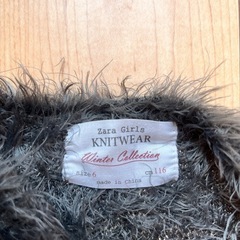 Zara Girls
KNITWEAR
Winter Collection
size 6 cm 116
made in china